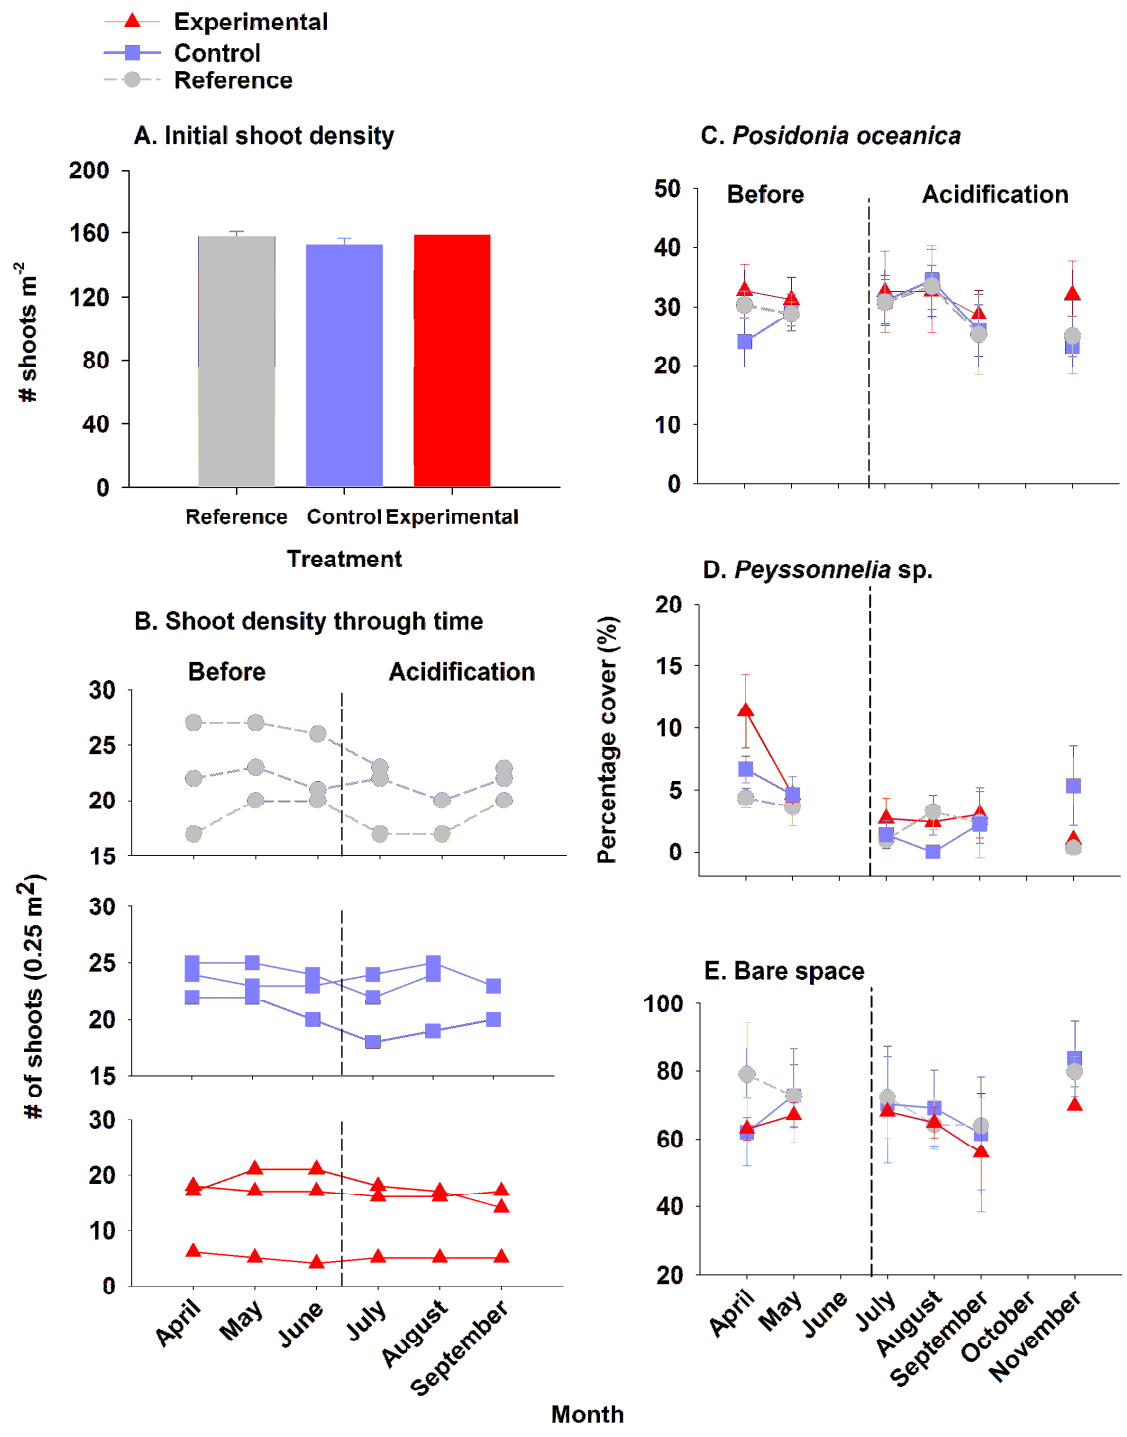 Experimental
Control
Reference
A. Initial shoot density
200
160
120
80
40
0
# shoots m-2
Reference Control Experimental
Treatment
B. Shoot density through time
Before Acidification
30
25
20
15
30
25
20
15
30
20
10
0
# of shoots (0.25 m2)
April May June July August September
C. Posidonia oceanica
Before Acidification
50
40
30
20
10
0
D. Peyssonnelia sp.
20
15
10
5
0
Percentage cover (%)
E. Bare space
100
80
60
40
20
April May June July August September October November
Month